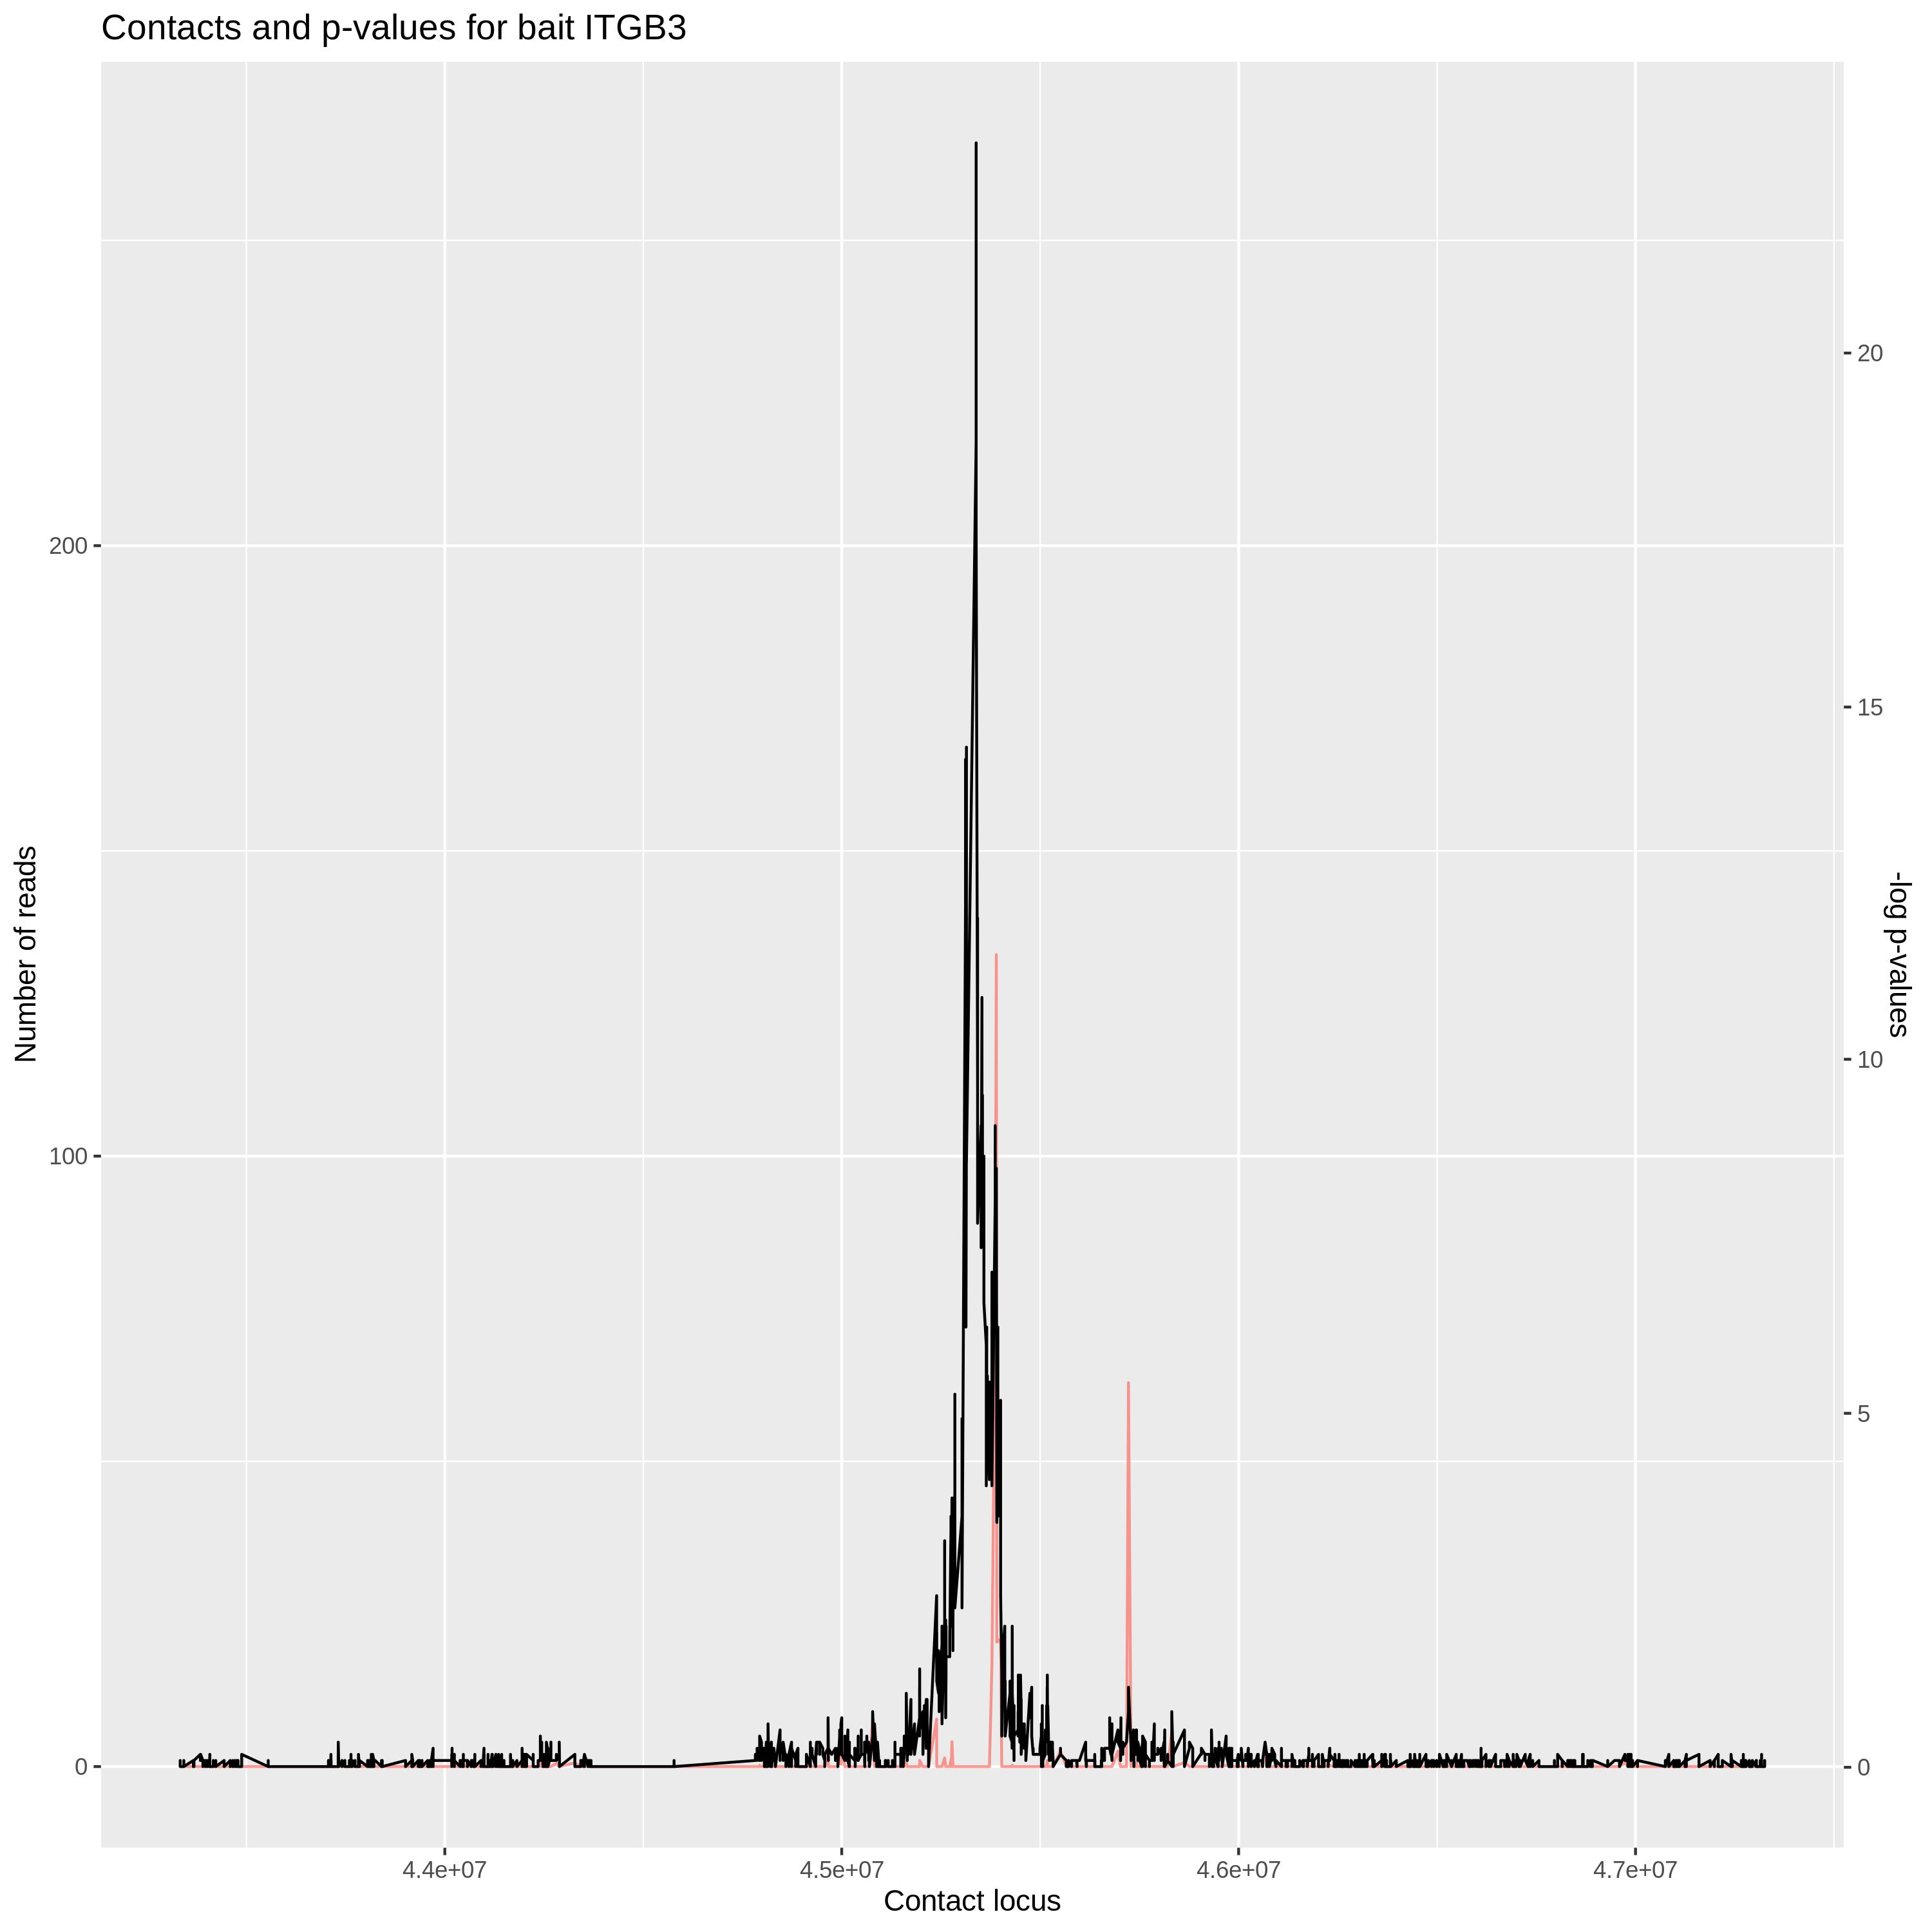 Contacts and p-values for bait ITGB3
Number of reads
200
100
0
20
15
10
5
0
-log p-values
4.4e+07
4.5e+07
4.6e+07
4.7e+07
Contact locus